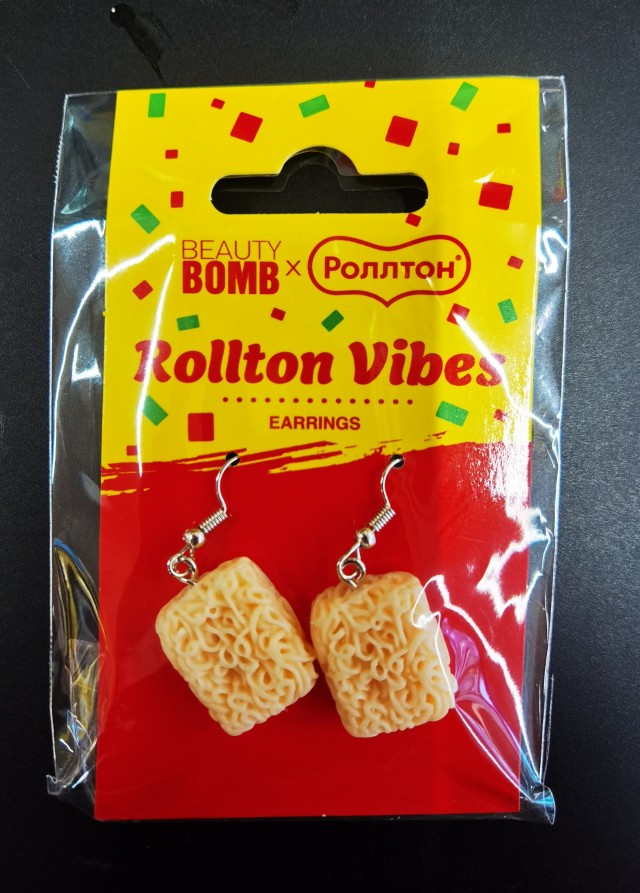 BEAUTY
BOMB x РОЛЛТОН®
Rollton Vibes
EARRINGS